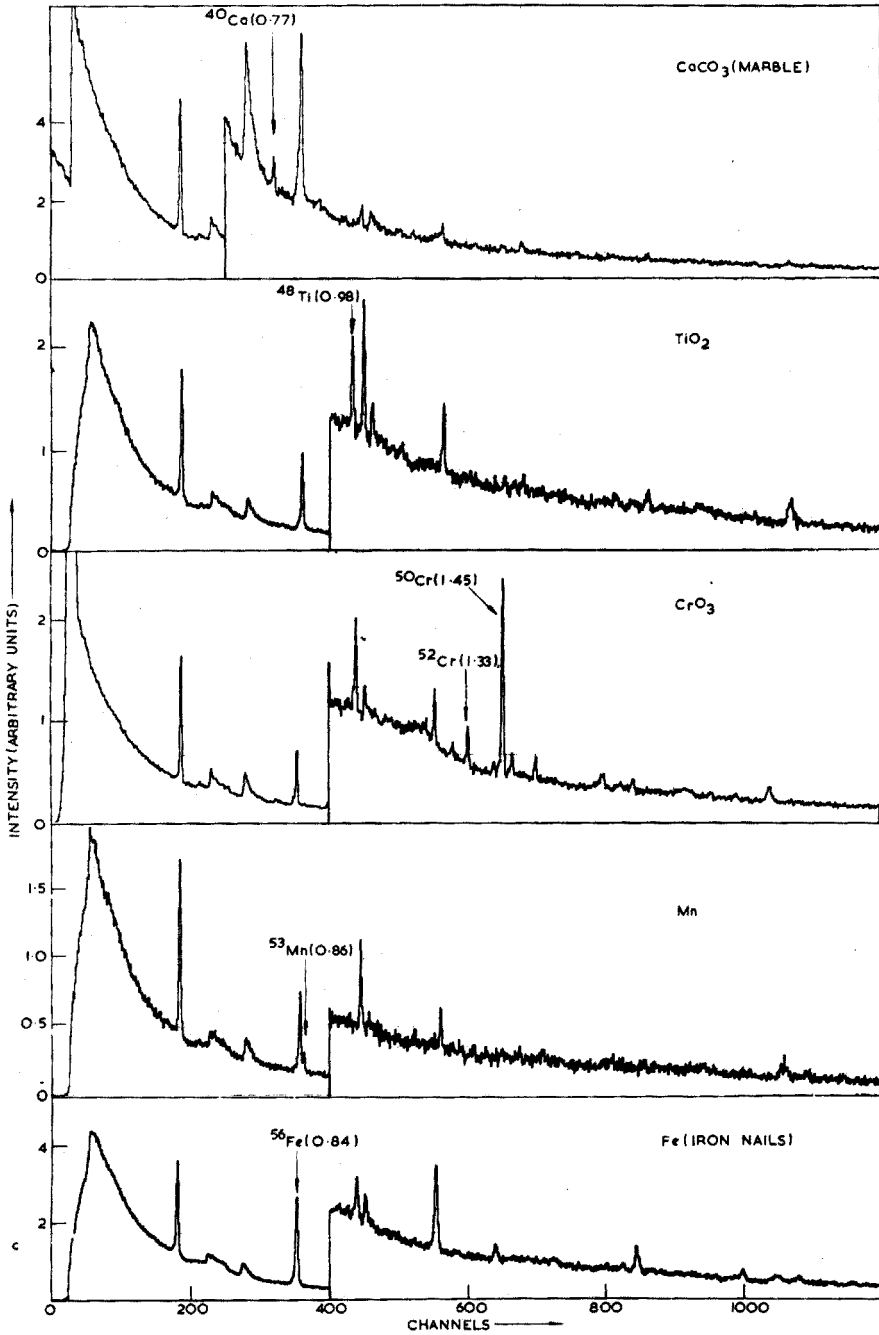 40Ca(0·77)
CaCO3 (MARBLE)
4
2
0
48Ti(0·98)
TiO2
2
1
0
50Cr(1·45)
CrO3
52Cr(1·33)
2
1
0
53Mn(0·86)
Mn
1·5
1·0
0·5
0
56Fe(0·84)
Fe (IRON NAILS)
4
2
c
0 200 400 600 800 1000
CHANNELS
INTENSITY (ARBITRARY UNITS)